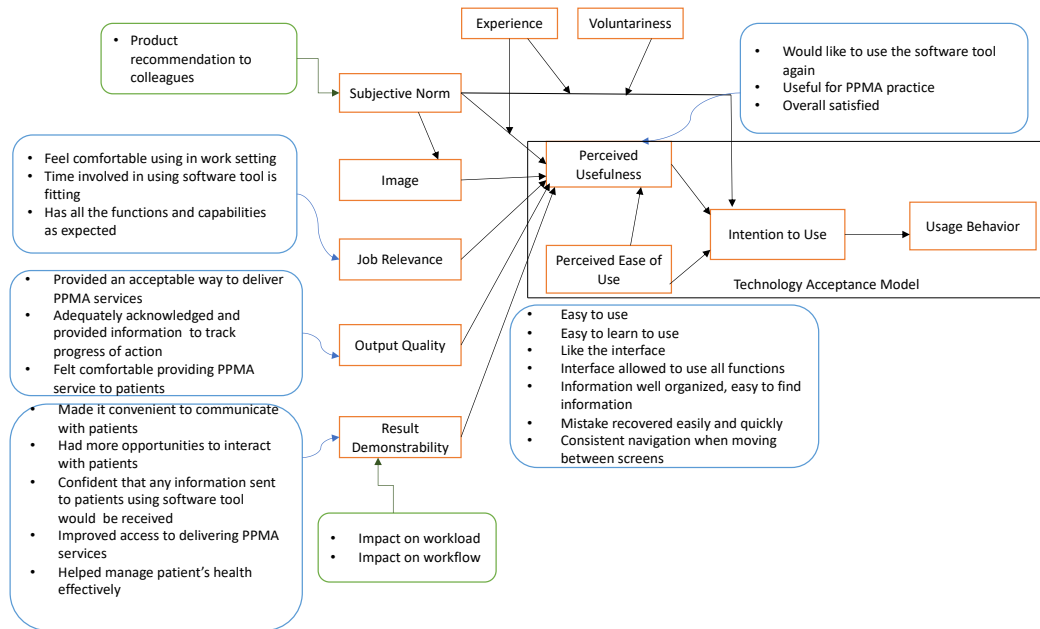 Experience
Voluntariness
• Product
recommendation to
colleagues
• Would like to use the software tool
again
• Useful for PPMA practice
• Overall satisfied
Subjective Norm
• Feel comfortable using in work setting
• Time involved in using software tool is
fitting
• Has all the functions and capabilities
as expected
Image
Perceived
Usefulness
Intention to Use
Usage Behavior
Job Relevance
Perceived Ease of
Use
Technology Acceptance Model
• Provided an acceptable way to deliver
PPMA services
• Adequately acknowledged and
provided information to track
progress of action
• Felt comfortable providing PPMA
service to patients
Output Quality
• Easy to use
• Easy to learn to use
• Like the interface
• Interface allowed to use all functions
• Information well organized, easy to find
information
• Mistake recovered easily and quickly
• Consistent navigation when moving
between screens
• Made it convenient to communicate
with patients
• Had more opportunities to interact
with patients
• Confident that any information sent
to patients using software tool
would be received
• Improved access to delivering PPMA
services
• Helped manage patient’s health
effectively
Result
Demonstrability
• Impact on workload
• Impact on workflow